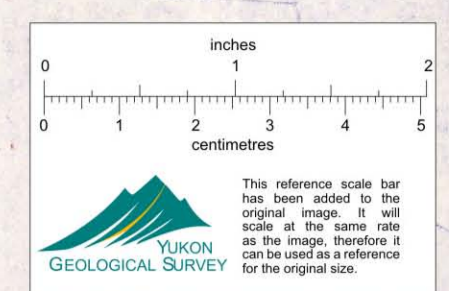 inches
0 1 2
0 1 2 3 4 5
centimetres
YUKON
GEOLOGICAL SURVEY
This reference scale bar
has been added to the
original image. It will
scale at the same rate
as the image, therefore it
can be used as a reference
for the original size.